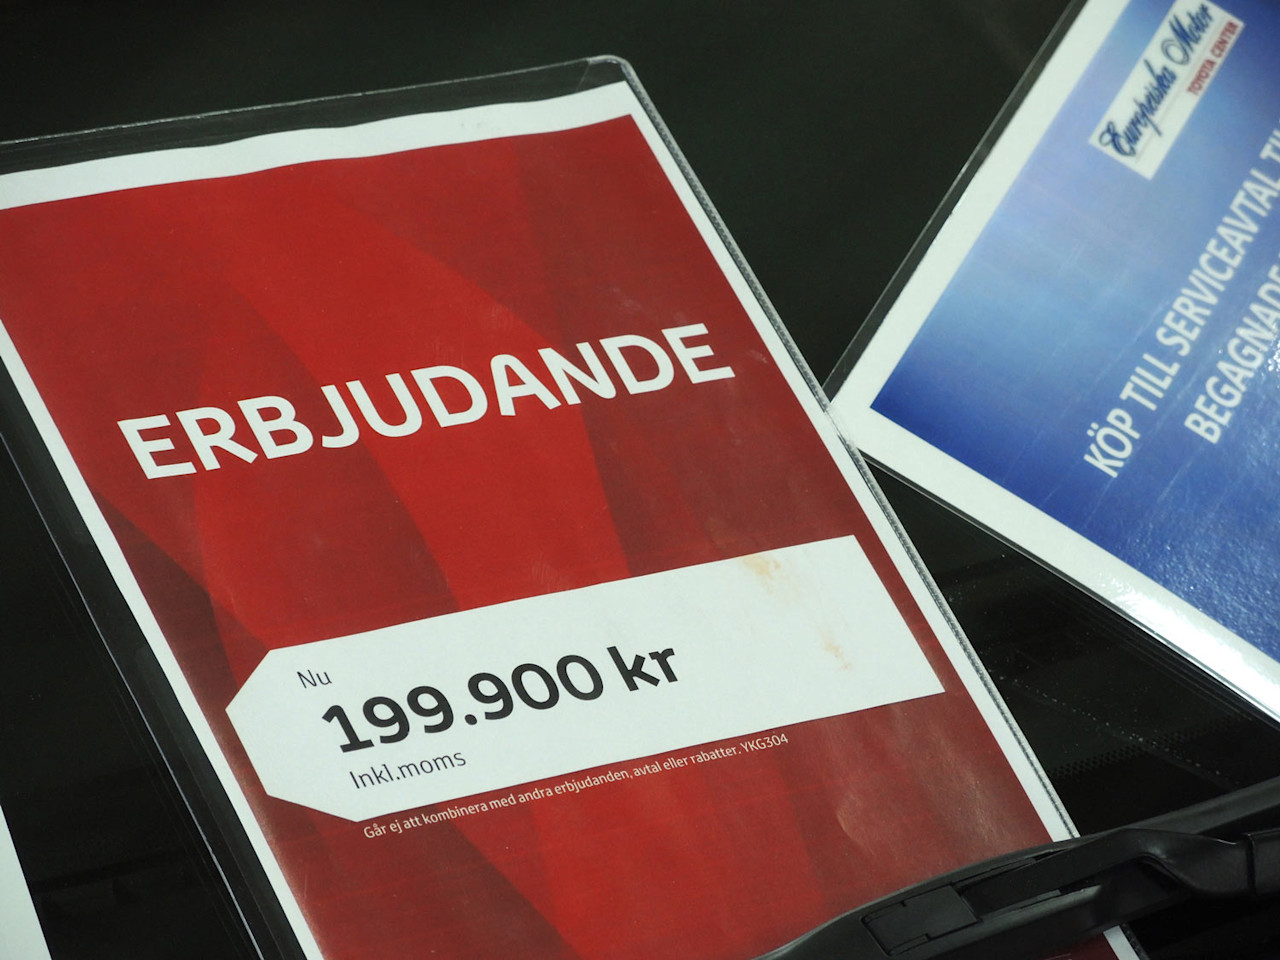 ERBJUDANDE
Nu
199.900 kr
Inkl.moms
Går ej att kombinera med andra erbjudanden, avtal eller rabatter. YKG304
Europeiska Motor
TOYOTA CENTER
KÖP TILL SERVICEAVTAL
BEGAGNADE